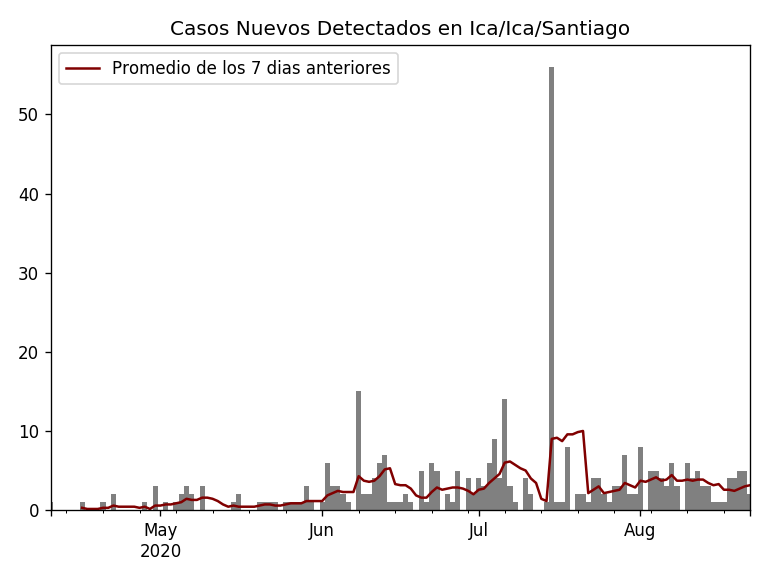 Casos Nuevos Detectados en Ica/Ica/Santiago
Promedio de los 7 dias anteriores
50
40
30
20
10
0
May
2020
Jun
Jul
Aug